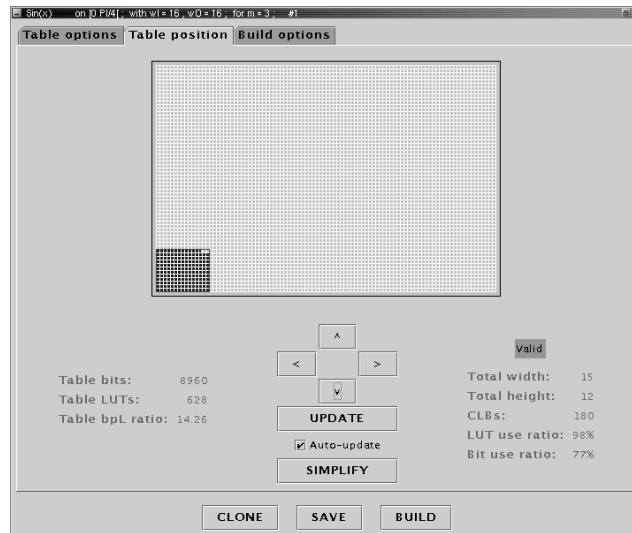 Sin(x) on [0 PI/4[ ; with wI = 16 , wO = 16 ; for m = 3 ; #1
Table options Table position Build options
^
Valid
< >
Total width: 15
Table bits: 8960
v
Total height: 12
Table LUTs: 628
UPDATE
CLBs: 180
Table bpL ratio: 14.26
Auto-update
LUT use ratio: 98%
Bit use ratio: 77%
SIMPLIFY
CLONE SAVE BUILD